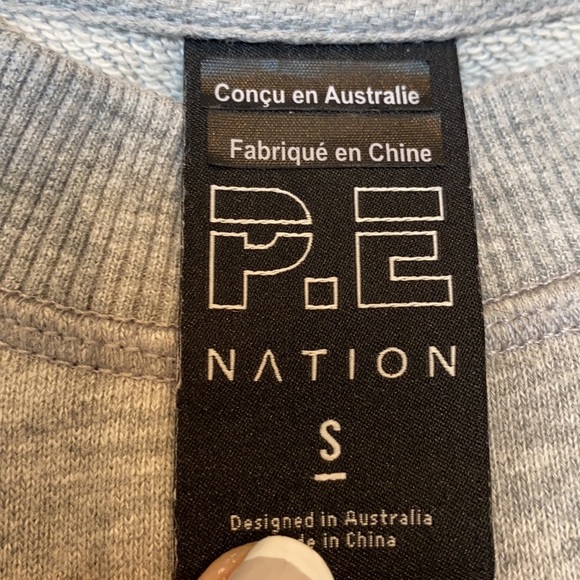 Conçu en Australie
Fabriqué en Chine
P.E
NATION
S
Designed in Australia
in China